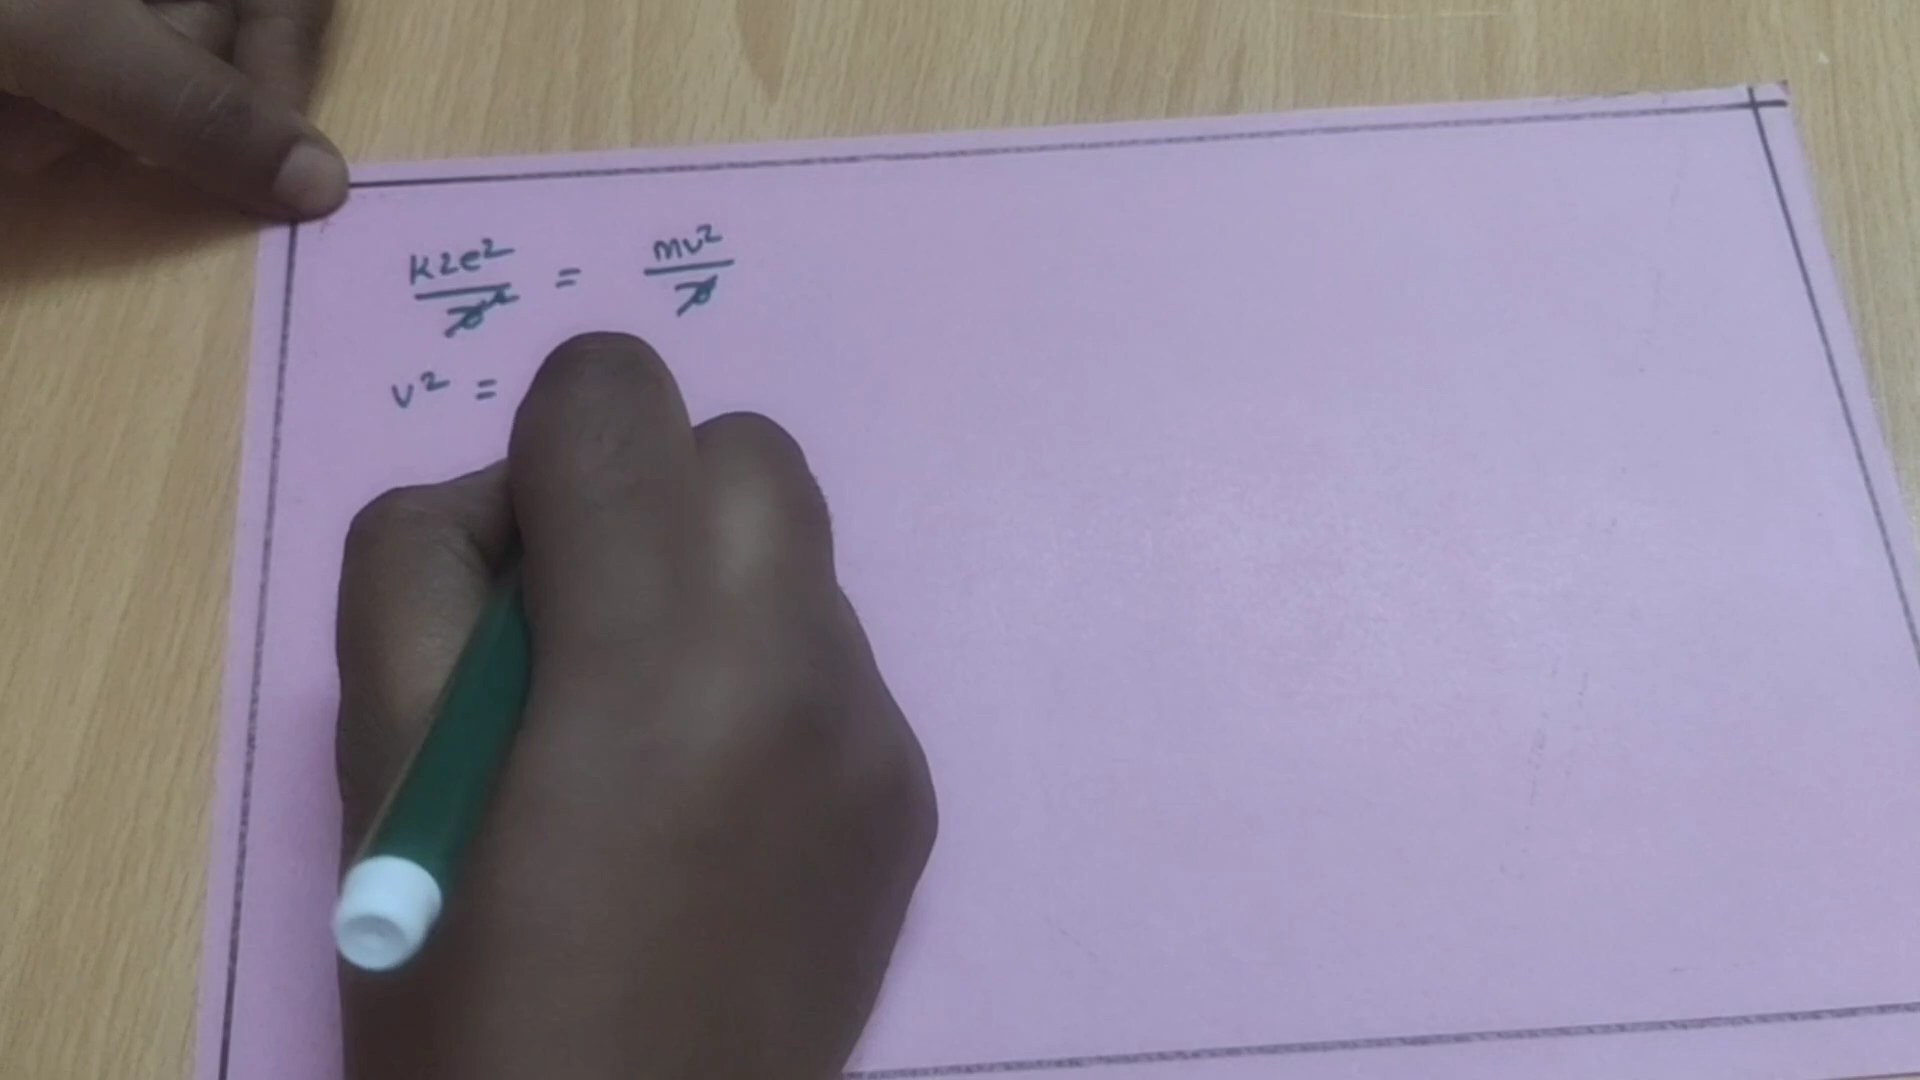 kze²/r² = mv²/r
v² =